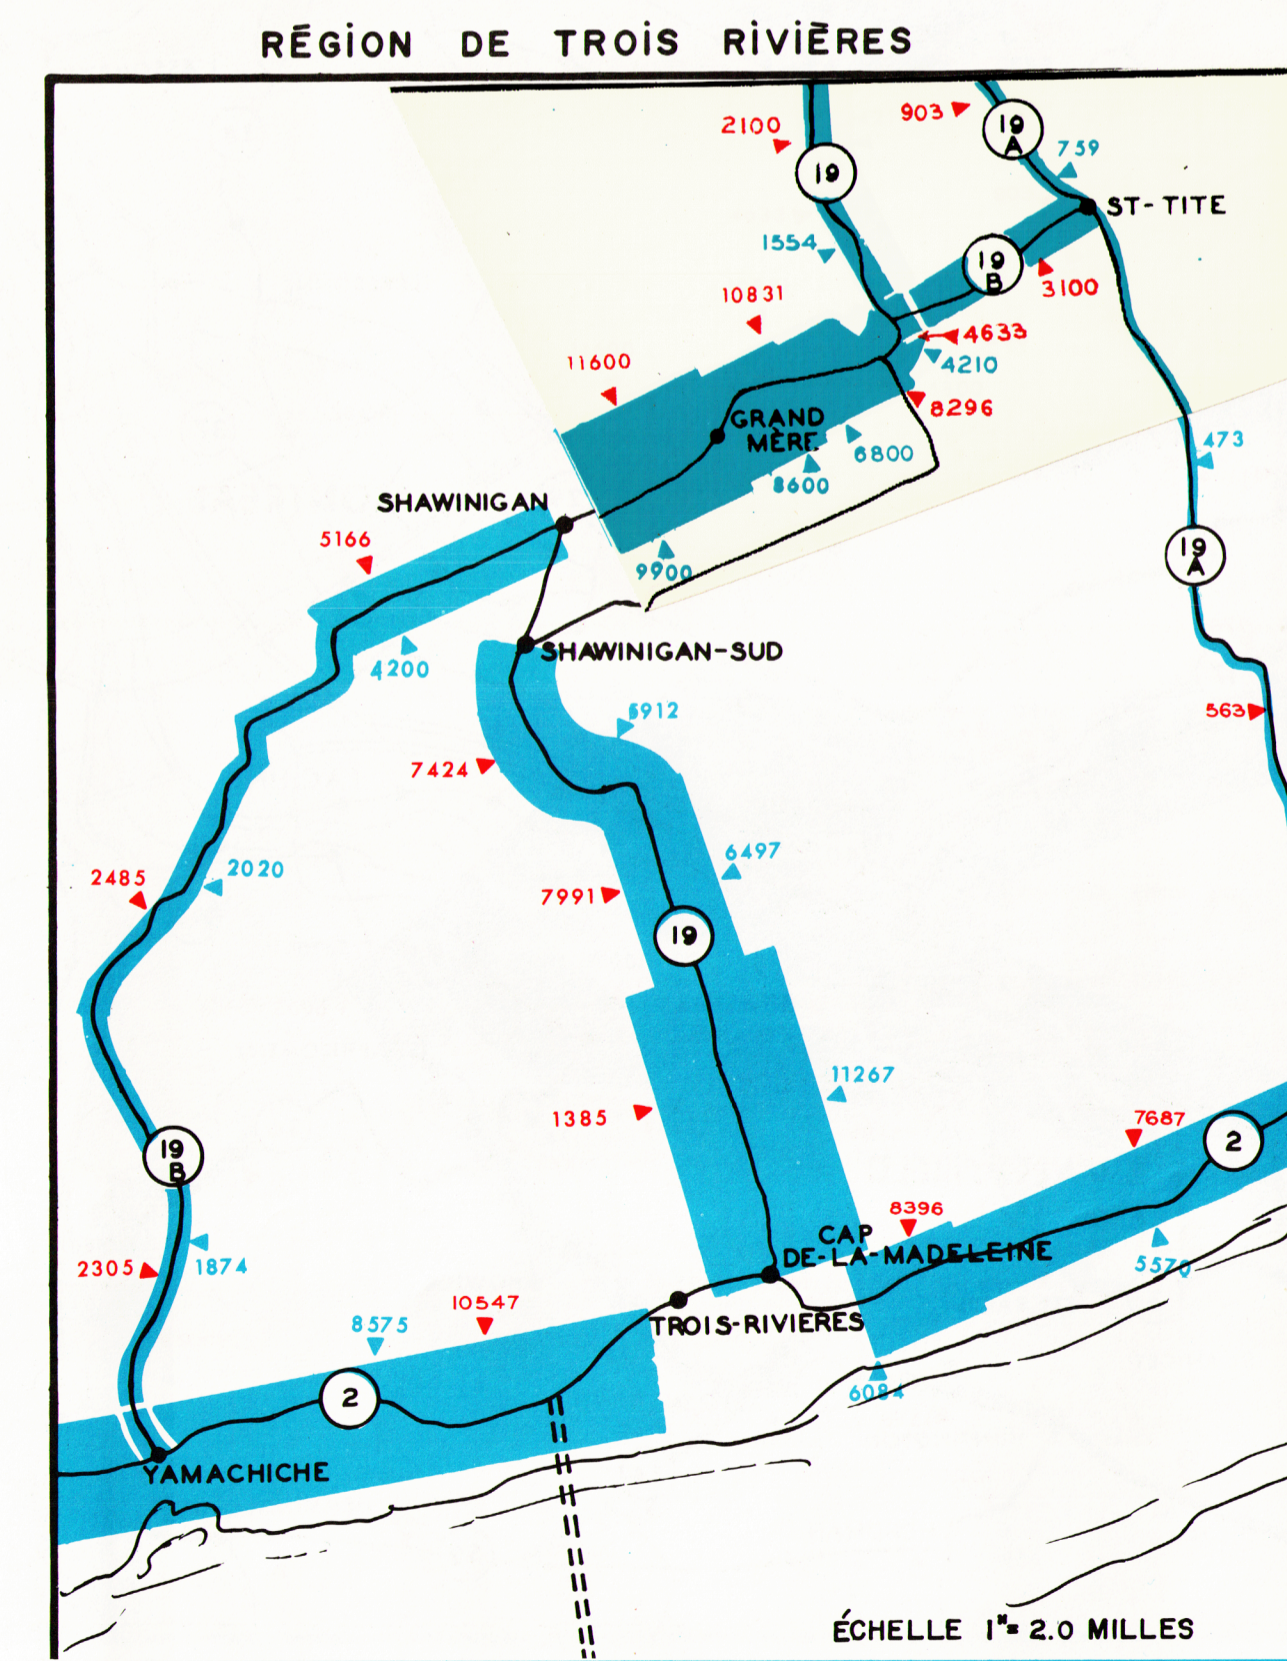 RÉGION DE TROIS RIVIÈRES
2100
903
19
A
759
19
ST-TITE
1554
19
B
3100
10831
4633
4210
11600
8296
GRAND
MÈRE
6800
8600
473
SHAWINIGAN
5166
19
A
9900
4200
SHAWINIGAN-SUD
5912
563
7424
6497
2485
2020
7991
19
11267
1385
7687
2
19
B
8396
CAP
DE-LA-MADELEINE
2305
1874
5570
10547
8575
TROIS-RIVIERES
2
6084
YAMACHICHE
ÉCHELLE 1"= 2.0 MILLES